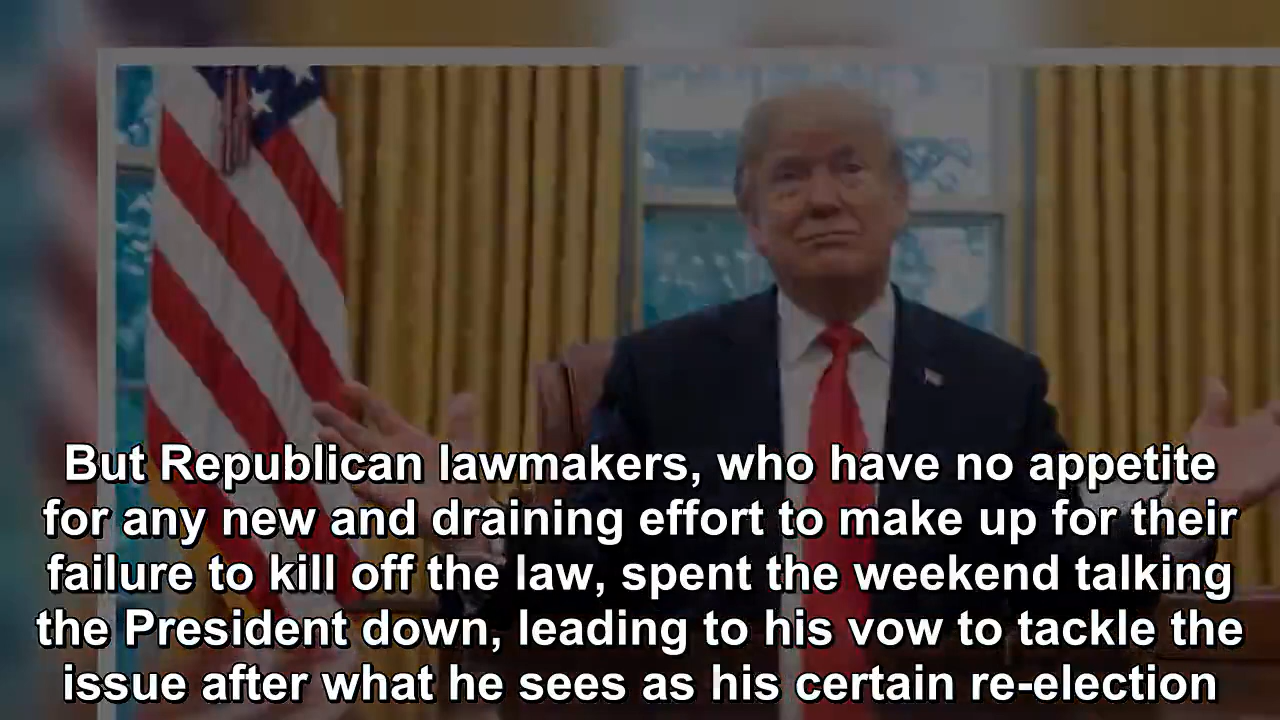 But Republican lawmakers, who have no appetite
for any new and draining effort to make up for their
failure to kill off the law, spent the weekend talking
the President down, leading to his vow to tackle the
issue after what he sees as his certain re-election